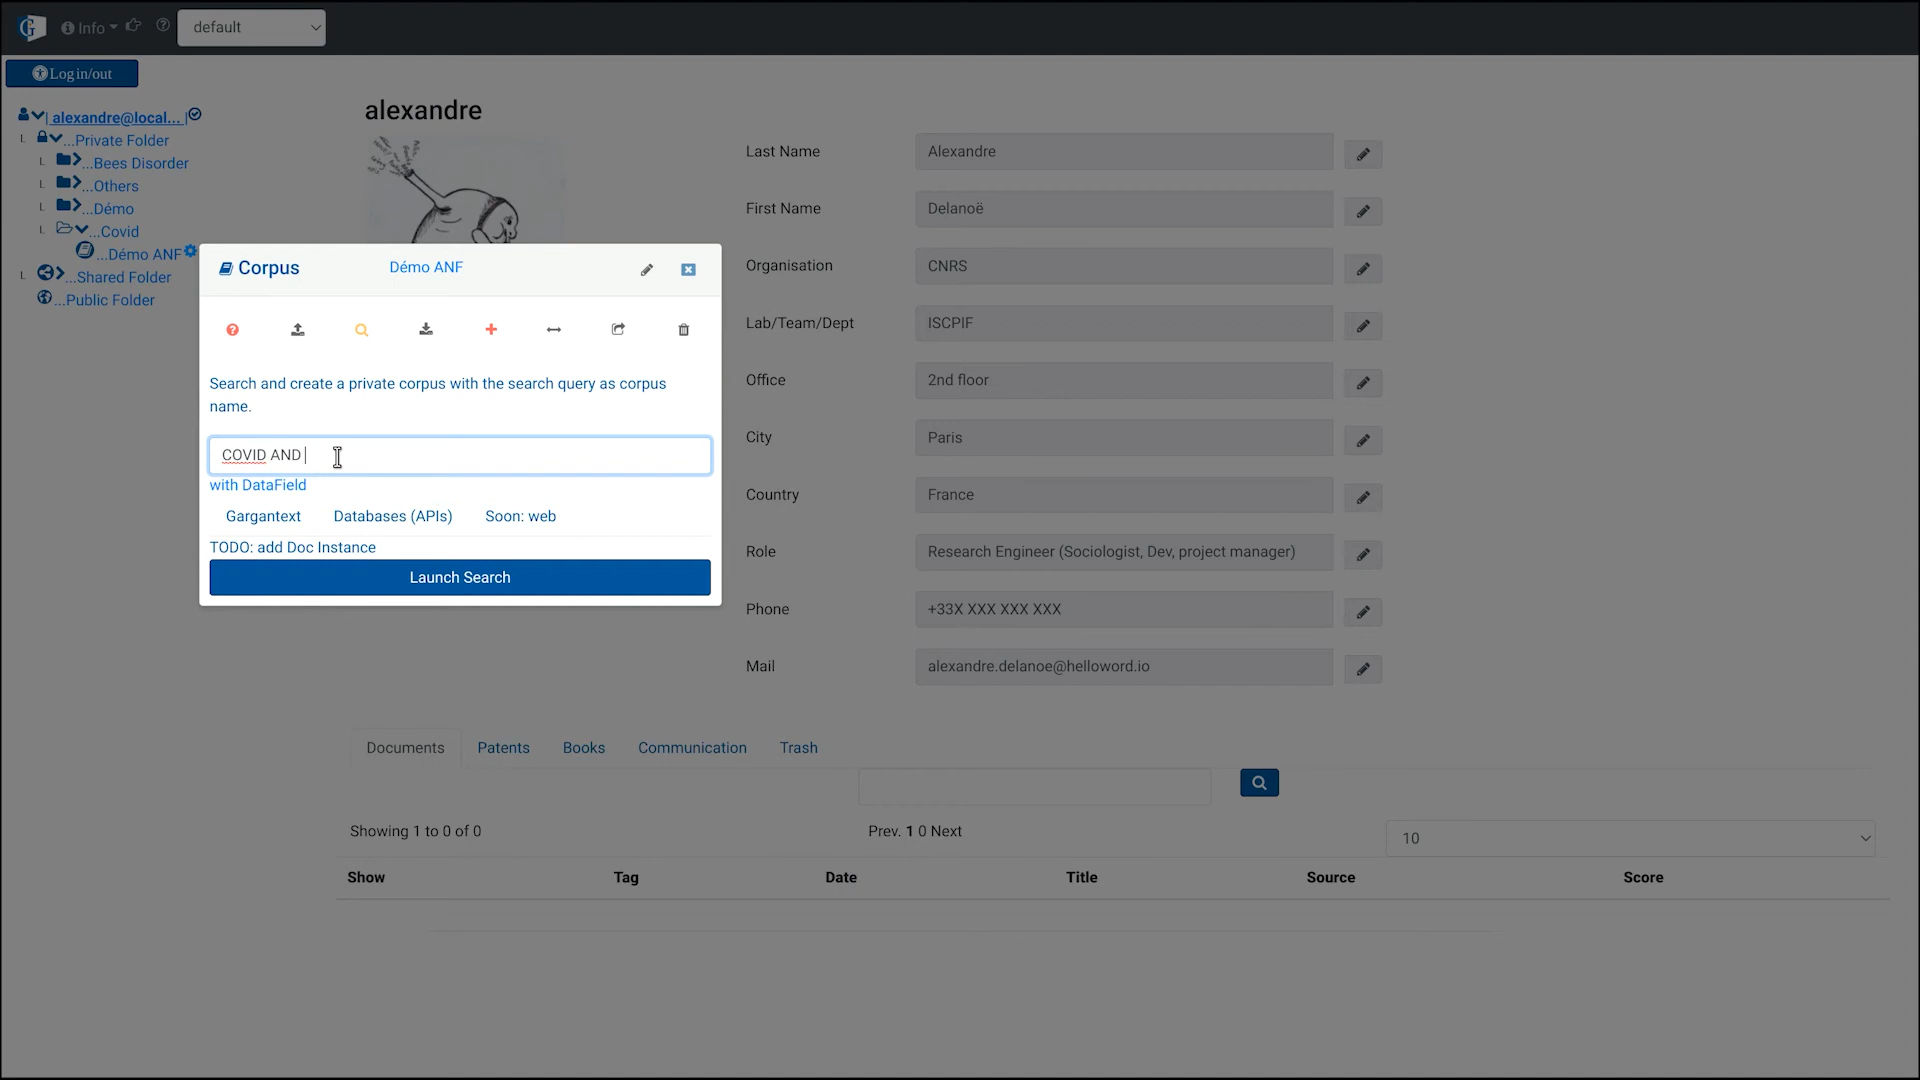 Info
default
Log in/out
alexandre@local...
...Private Folder
...Bees Disorder
...Others
...Démo
...Covid
...Démo ANF
...Shared Folder
...Public Folder
alexandre
Last Name Alexandre
First Name Delanoë
Organisation CNRS
Lab/Team/Dept ISCPIF
Office 2nd floor
City Paris
Country France
Role Research Engineer (Sociologist, Dev, project manager)
Phone +33X XXX XXX XXX
Mail alexandre.delanoe@helloword.io
Corpus Démo ANF
Search and create a private corpus with the search query as corpus
name.
COVID AND
with DataField
Gargantext Databases (APIs) Soon: web
TODO: add Doc Instance
Launch Search
Documents Patents Books Communication Trash
Showing 1 to 0 of 0 Prev. 1 0 Next 10
Show Tag Date Title Source Score